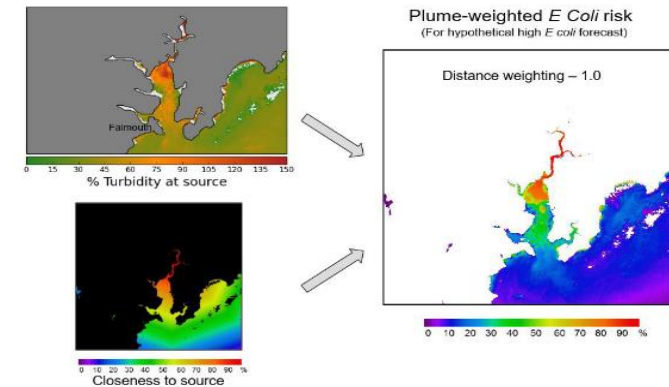 Falmouth
0 15 30 45 60 75 90 105 120 135 150
% Turbidity at source
0 10 20 30 40 50 60 70 80 90 %
Closeness to source
Plume-weighted E Coli risk
(For hypothetical high E coli forecast)
Distance weighting – 1.0
0 10 20 30 40 50 60 70 80 90 %